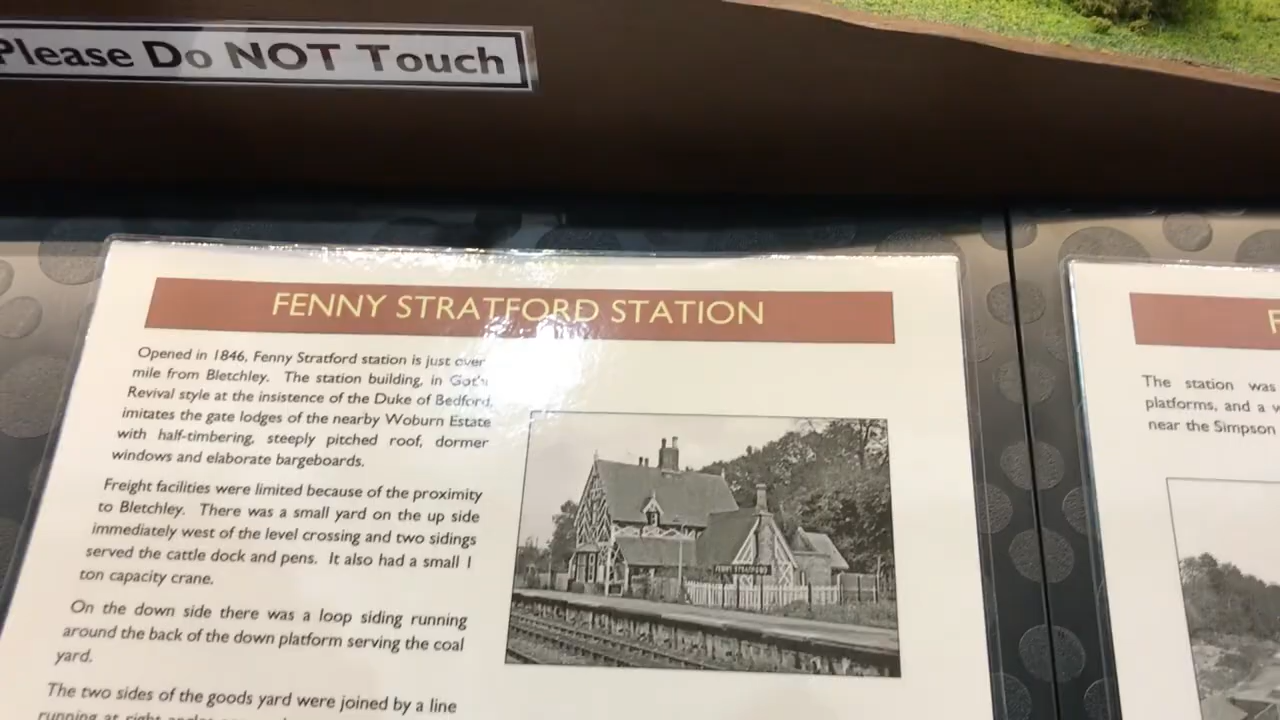 Please Do NOT Touch
FENNY STRATFORD STATION
Opened in 1846, Fenny Stratford station is just over
mile from Bletchley. The station building, in
Revival style at the insistence of the Duke of Bedford,
imitates the gate lodges of the nearby Woburn Estate
with half-timbering, steeply pitched roof, dormer
windows and elaborate bargeboards.
Freight facilities were limited because of the proximity
to Bletchley. There was a small yard on the up side
immediately west of the level crossing and two sidings
served the cattle dock and pens. It also had a small 1
ton capacity crane.
On the down side there was a loop siding running
around the back of the down platform serving the coal
yard.
The two sides of the goods yard were joined by a line
running at right
FENNY STRATFORD
F
The station was
platforms, and a
near the Simpson